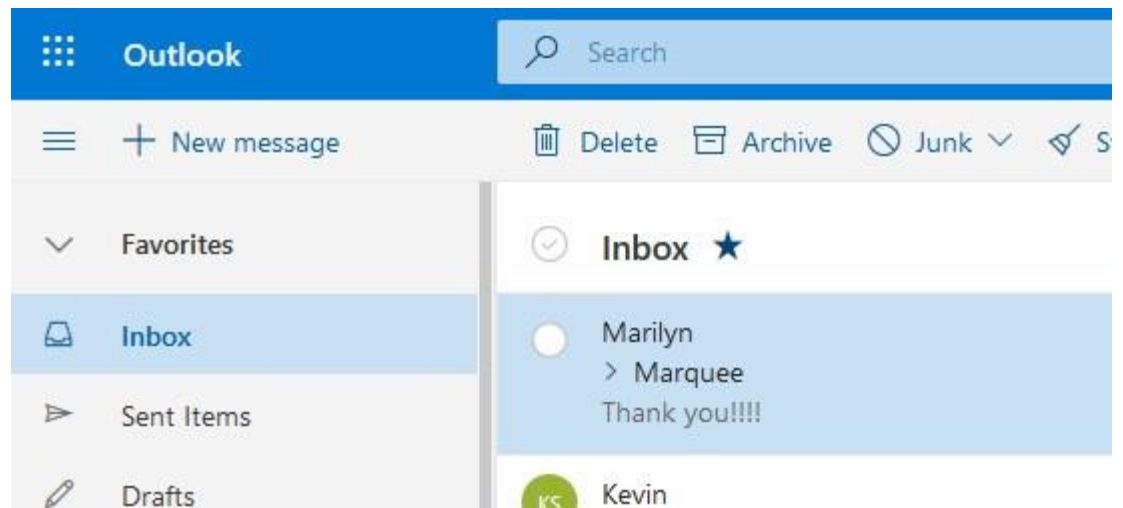 Outlook
Search
New message
Delete Archive Junk
Favorites
Inbox
Sent Items
Drafts
Inbox
Marilyn
> Marquee
Thank you!!!!
KS
Kevin